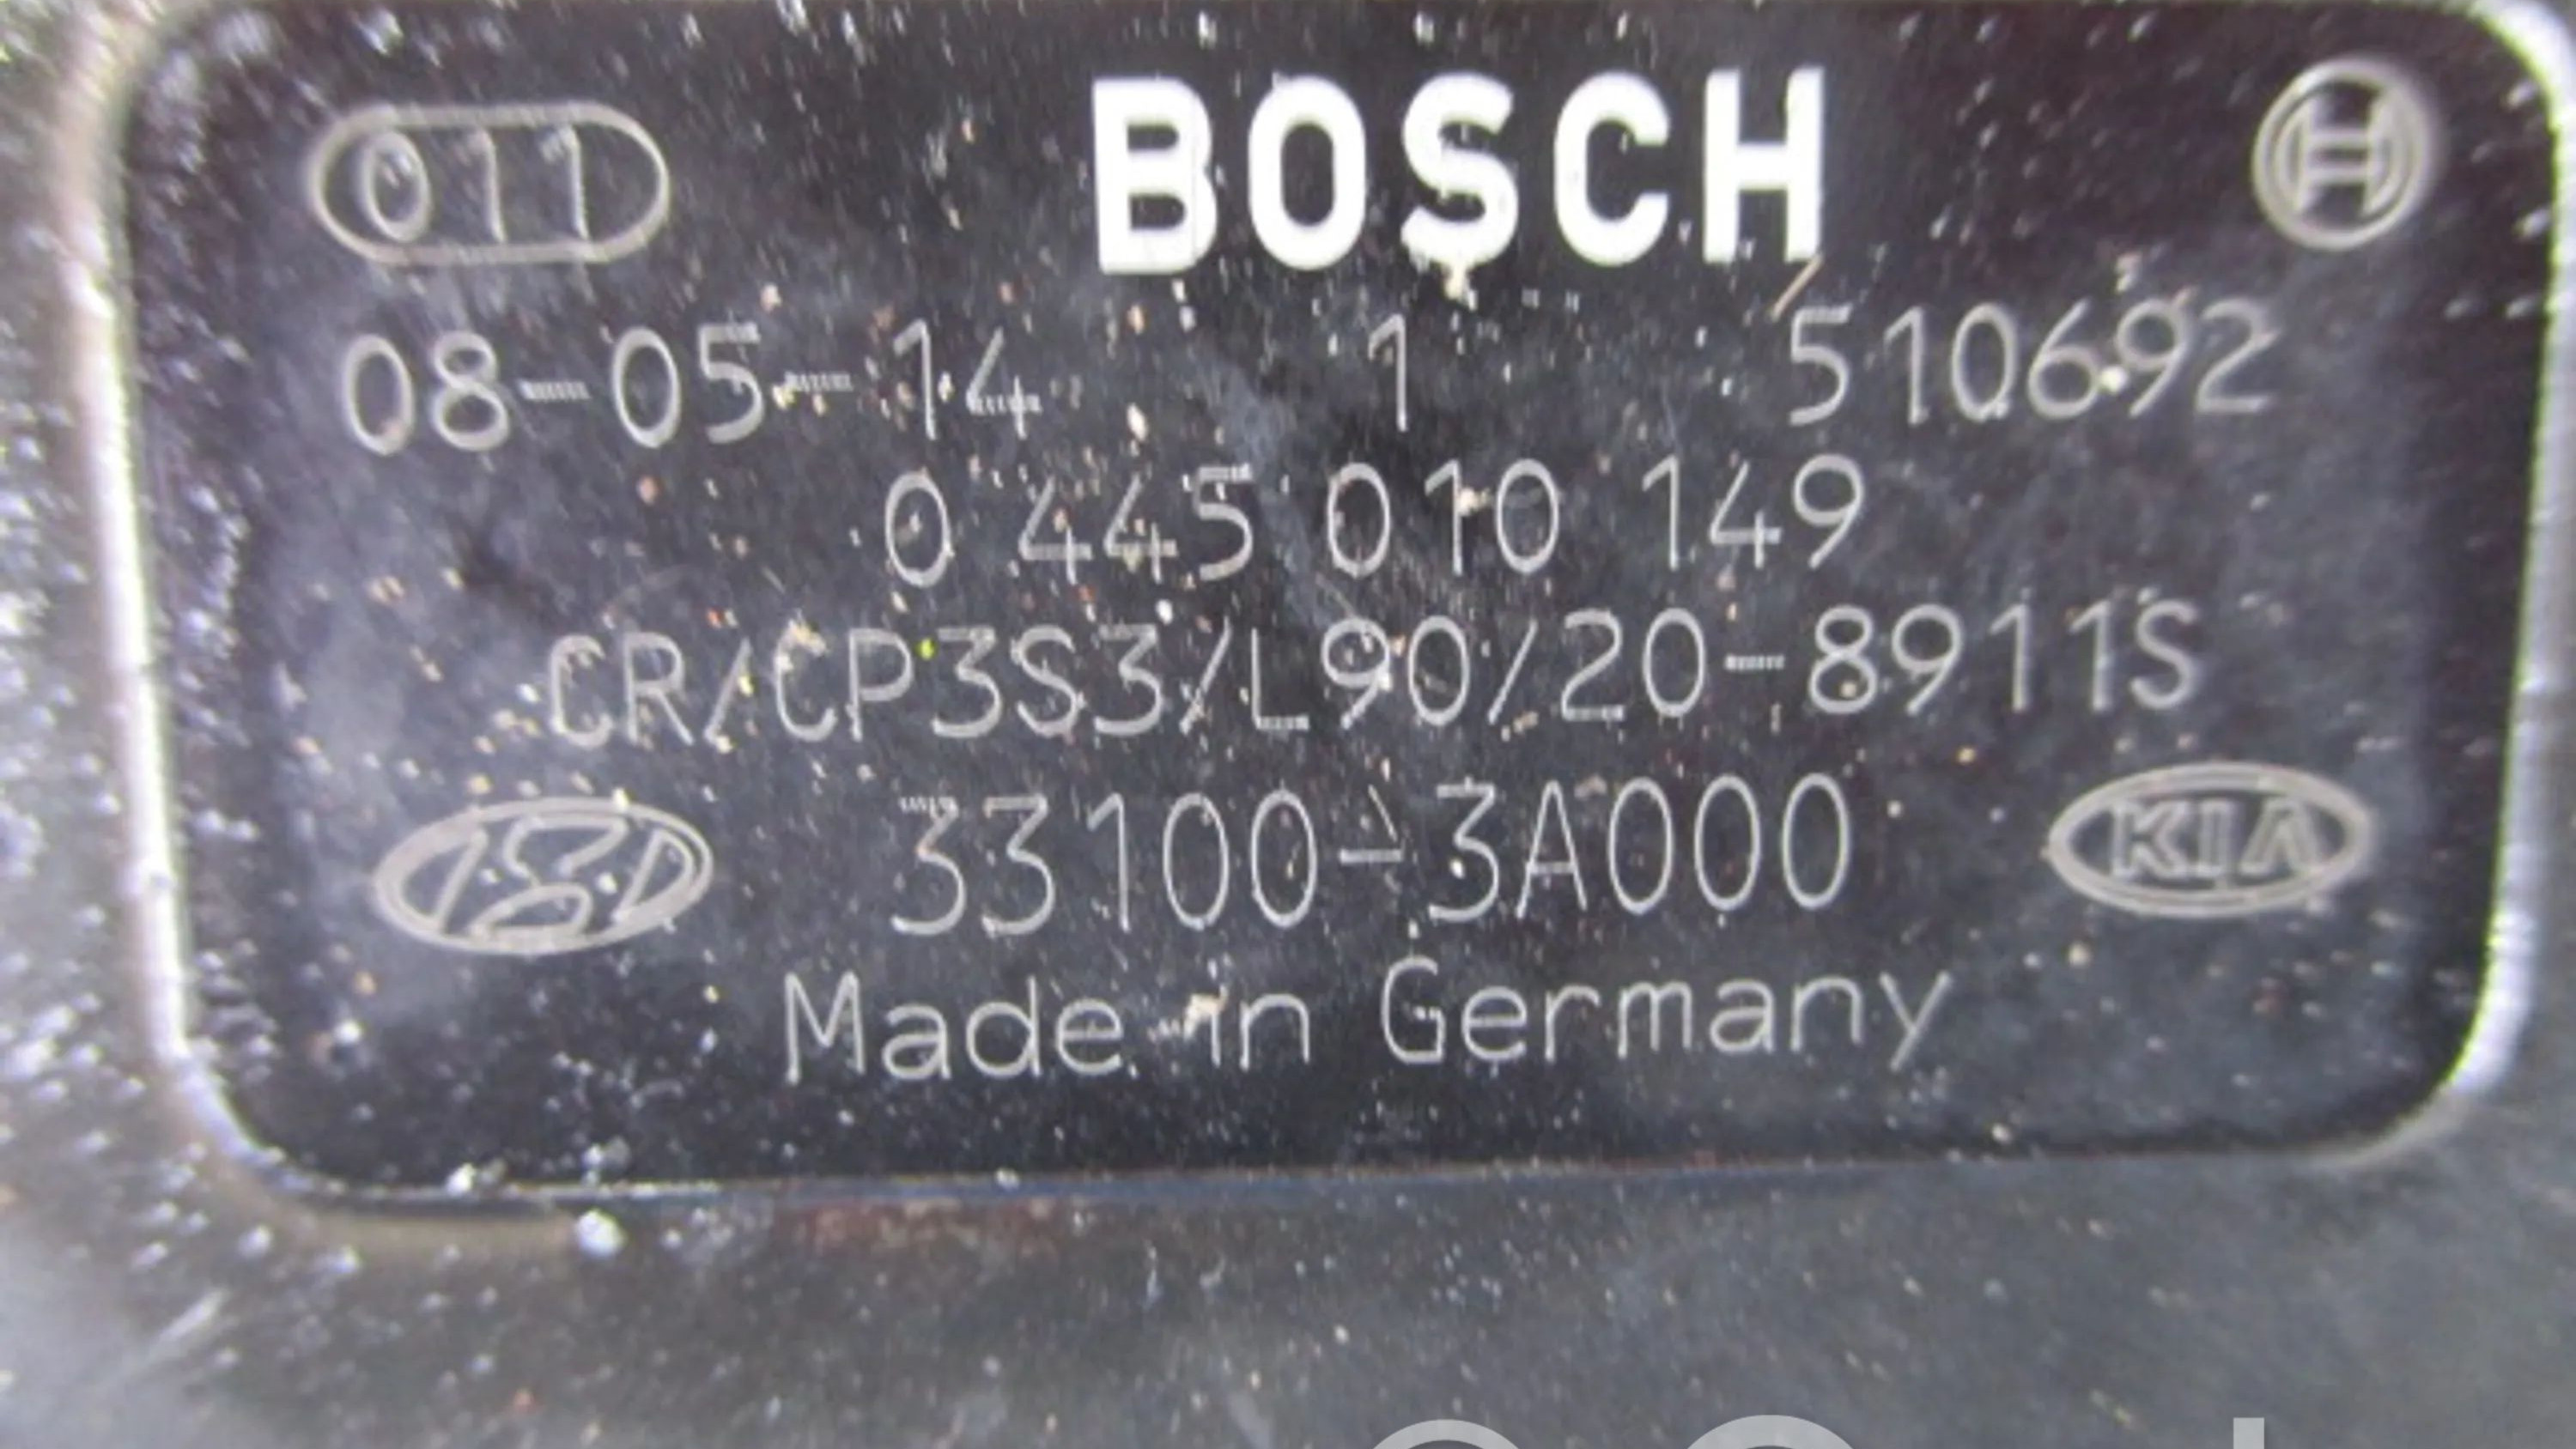 011 BOSCH
08-05-14 1 510692
0 445 010 149
CR/CP3S3/L90/20-8911S
33100-3A000 KIA
Made in Germany